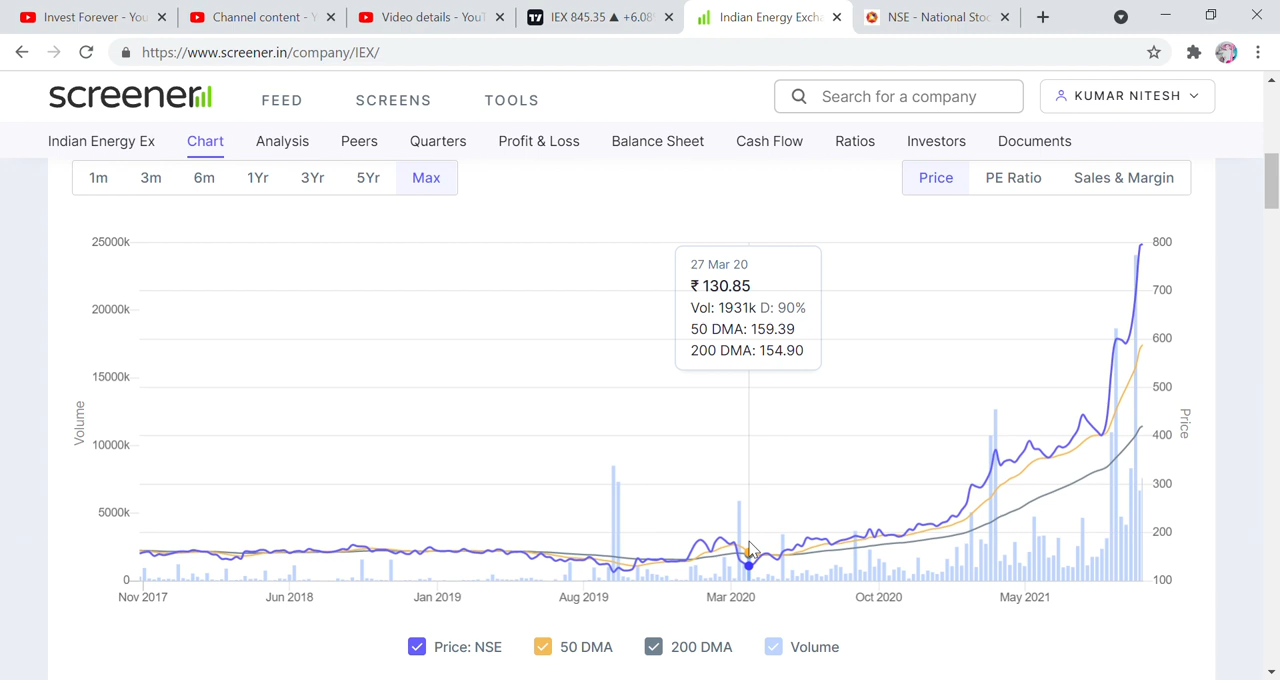 Invest Forever - You
Channel content - Y
Video details - YouT
IEX 845.35 ▲ +6.08
Indian Energy Excha
NSE - National Stoc
https://www.screener.in/company/IEX/
screener
FEED
SCREENS
TOOLS
Search for a company
KUMAR NITESH
Indian Energy Ex
Chart
Analysis
Peers
Quarters
Profit & Loss
Balance Sheet
Cash Flow
Ratios
Investors
Documents
1m 3m 6m 1Yr 3Yr 5Yr Max
Price PE Ratio Sales & Margin
25000k
20000k
15000k
10000k
5000k
0
Volume
27 Mar 20
₹ 130.85
Vol: 1931k D: 90%
50 DMA: 159.39
200 DMA: 154.90
800
700
600
500
400
300
200
100
Price
Nov 2017 Jun 2018 Jan 2019 Aug 2019 Mar 2020 Oct 2020 May 2021
Price: NSE 50 DMA 200 DMA Volume